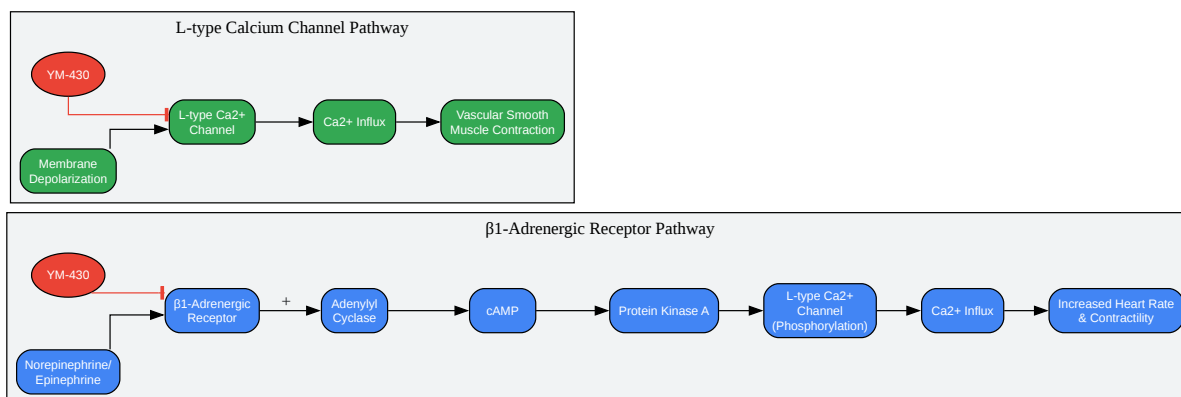 L-type Calcium Channel Pathway
YM-430
L-type Ca2+
Channel
Ca2+ Influx
Vascular Smooth
Muscle Contraction
Membrane
Depolarization
β1-Adrenergic Receptor Pathway
YM-430
β1-Adrenergic
Receptor
+
Adenylyl
Cyclase
cAMP
Protein Kinase A
L-type Ca2+
Channel
(Phosphorylation)
Ca2+ Influx
Increased Heart Rate
& Contractility
Norepinephrine/
Epinephrine